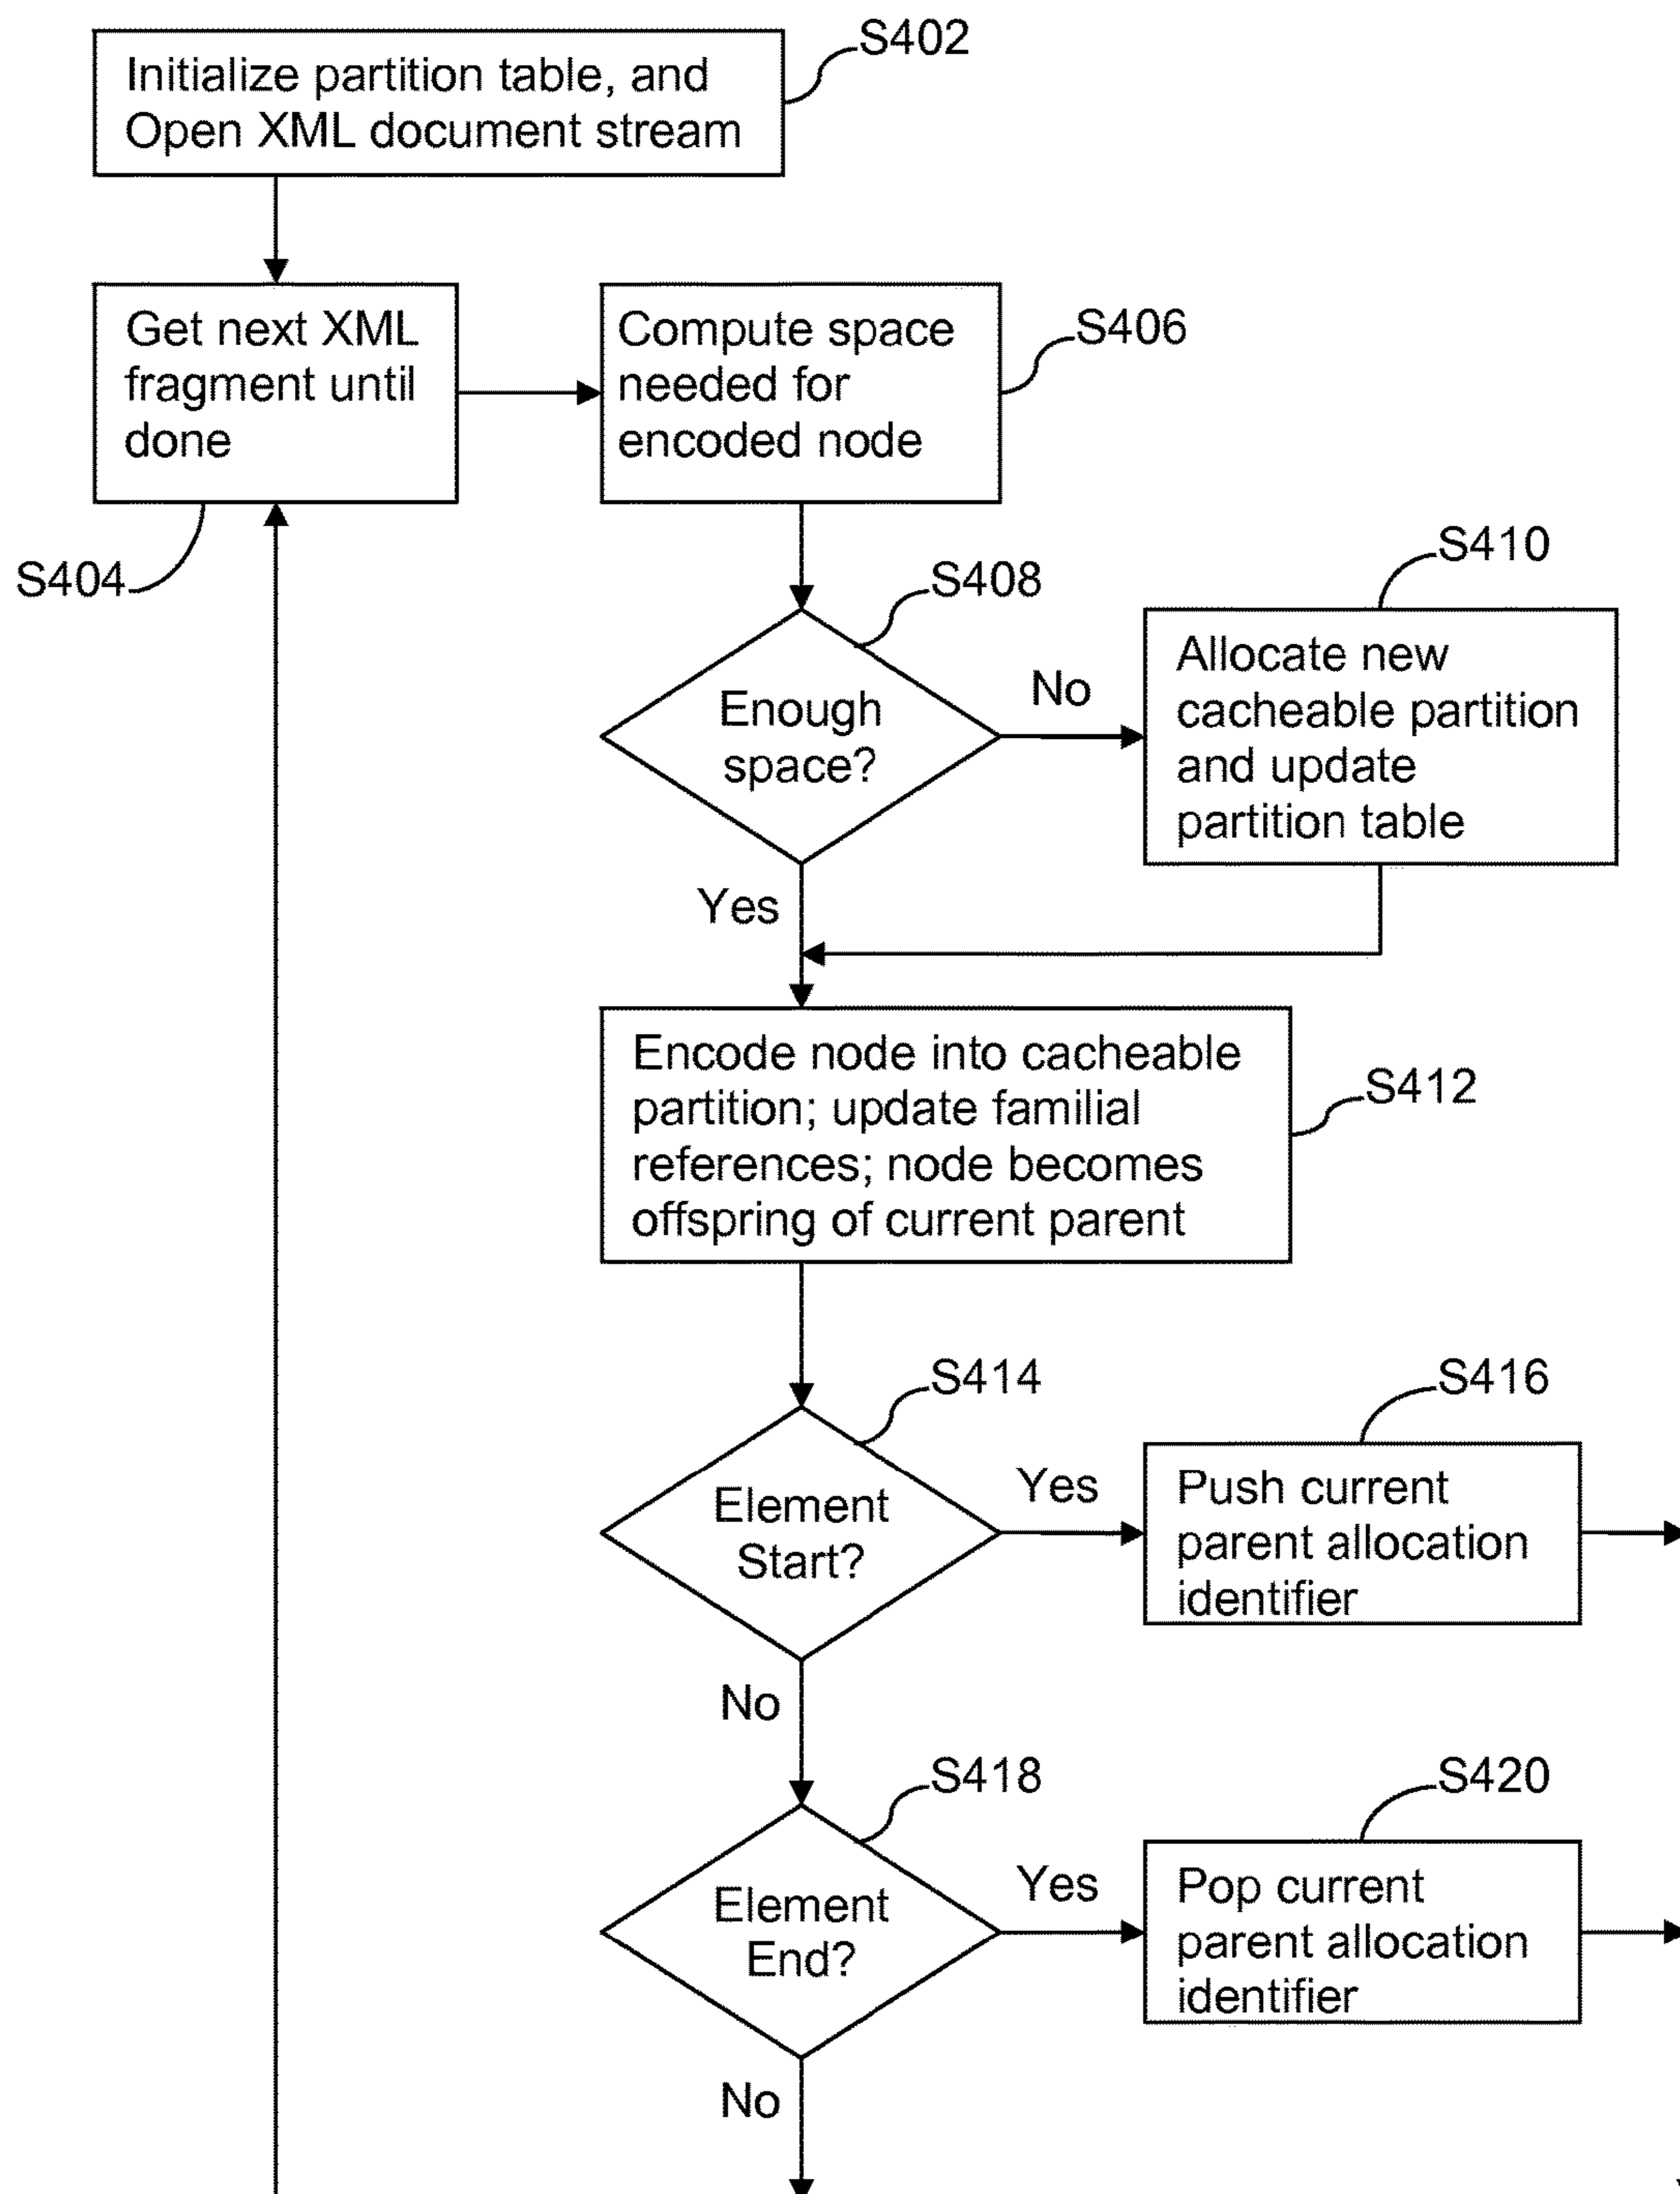 S402
Initialize partition table, and
Open XML document stream
Get next XML
fragment until
done
S404
Compute space
needed for
encoded node
S406
S408
Enough
space?
No
Yes
S410
Allocate new
cacheable partition
and update
partition table
Encode node into cacheable
partition; update familial
references; node becomes
offspring of current parent
S412
S414
Element
Start?
Yes
No
S416
Push current
parent allocation
identifier
S418
Element
End?
Yes
No
S420
Pop current
parent allocation
identifier